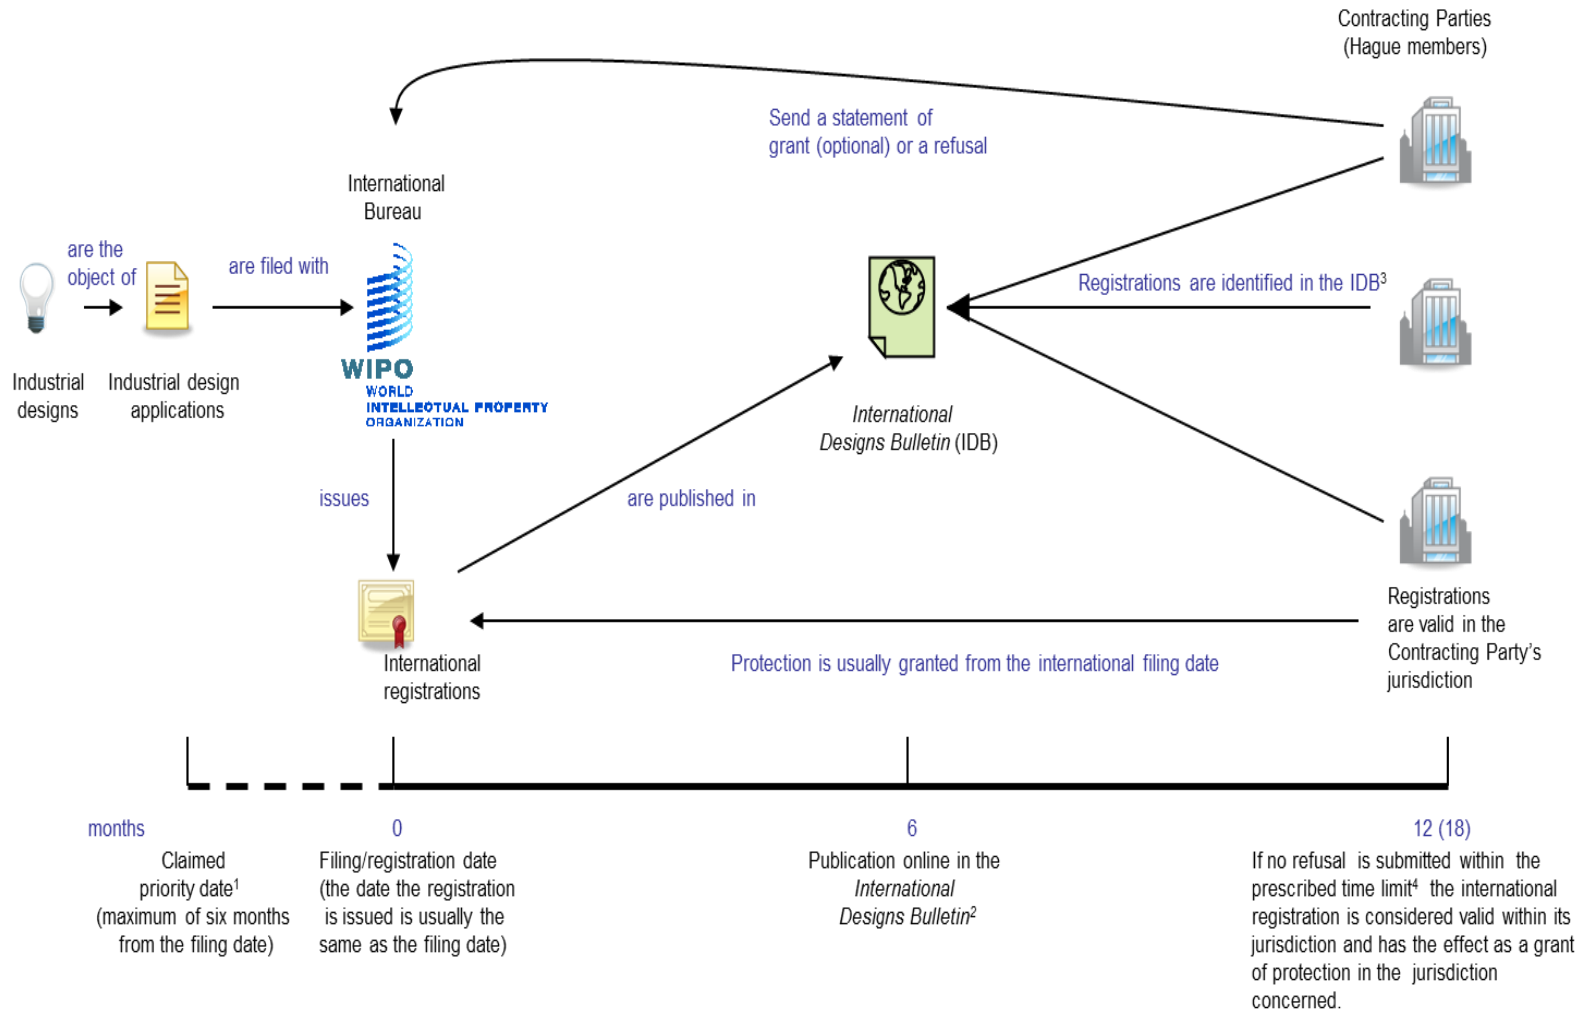 Contracting Parties
(Hague members)
Send a statement of
grant (optional) or a refusal
International
Bureau
are the
object of
are filed with
Registrations are identified in the IDB³
WIPO
WORLD
INTELLECTUAL PROPERTY
ORGANIZATION
Industrial
designs
Industrial design
applications
International
Designs Bulletin (IDB)
issues
are published in
Registrations
are valid in the
Contracting Party's
jurisdiction
International
registrations
Protection is usually granted from the international filing date
months
0
6
12 (18)
Claimed
priority date¹
(maximum of six months
from the filing date)
Filing/registration date
(the date the registration
is issued is usually the
same as the filing date)
Publication online in the
International
Designs Bulletin²
If no refusal is submitted within the
prescribed time limit⁴ the international
registration is considered valid within its
jurisdiction and has the effect as a grant
of protection in the jurisdiction
concerned.